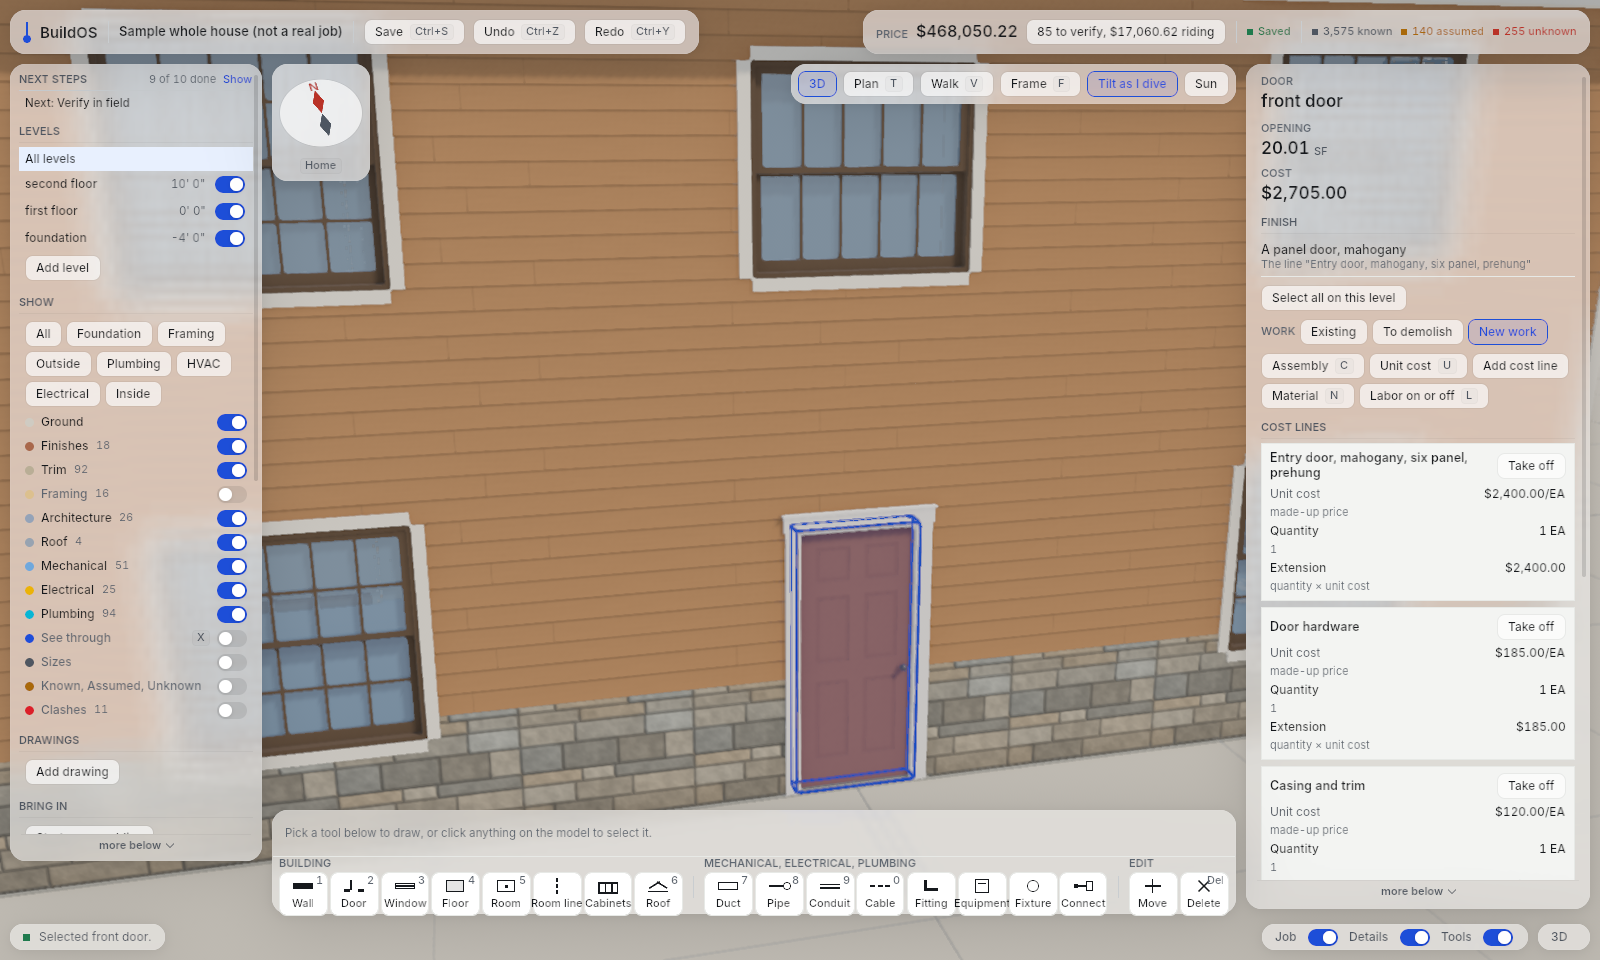 BuildOS
Sample whole house (not a real job)
Save Ctrl+S
Undo Ctrl+Z
Redo Ctrl+Y
PRICE $468,050.22
85 to verify, $17,060.62 riding
Saved
3,575 known
140 assumed
255 unknown
NEXT STEPS 9 of 10 done Show
Next: Verify in field
LEVELS
All levels
second floor 10' 0"
first floor 0' 0"
foundation -4' 0"
Add level
SHOW
All Foundation Framing
Outside Plumbing HVAC
Electrical Inside
Ground
Finishes 18
Trim 92
Framing 16
Architecture 26
Roof 4
Mechanical 51
Electrical 25
Plumbing 94
See through X
Sizes
Known, Assumed, Unknown
Clashes 11
DRAWINGS
Add drawing
BRING IN
more below
N
Home
3D Plan T Walk V Frame F Tilt as I dive Sun
DOOR
front door
OPENING
20.01 SF
COST
$2,705.00
FINISH
A panel door, mahogany
The line "Entry door, mahogany, six panel, prehung"
Select all on this level
WORK Existing To demolish New work
Assembly C Unit cost U Add cost line
Material N Labor on or off L
COST LINES
Entry door, mahogany, six panel, prehung Take off
Unit cost $2,400.00/EA
made-up price
Quantity 1 EA
1
Extension $2,400.00
quantity × unit cost
Door hardware Take off
Unit cost $185.00/EA
made-up price
Quantity 1 EA
1
Extension $185.00
quantity × unit cost
Casing and trim Take off
Unit cost $120.00/EA
made-up price
Quantity 1 EA
1
more below
Pick a tool below to draw, or click anything on the model to select it.
BUILDING
Wall 1 Door 2 Window 3 Floor 4 Room 5 Room line Cabinets Roof 6
MECHANICAL, ELECTRICAL, PLUMBING
Duct 7 Pipe 8 Conduit 9 Cable 0 Fitting Equipment Fixture Connect
EDIT
Move Delete Del
Selected front door.
Job Details Tools 3D